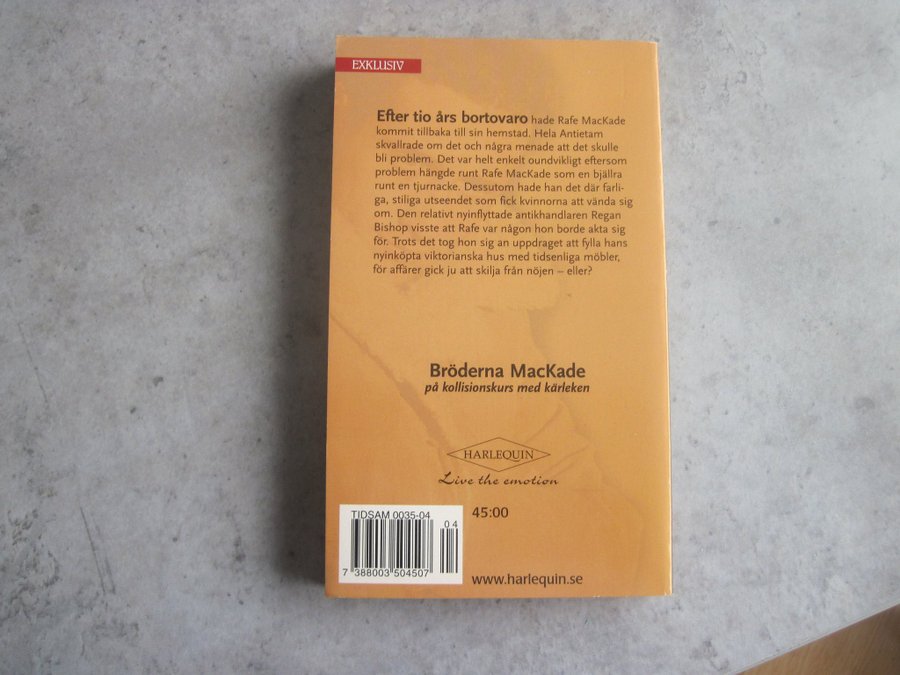 EXKLUSIV
Efter tio års bortovaro hade Rafe MacKade
kommit tillbaka till sin hemstad. Hela Antietam
skvallrade om det och några menade att det skulle
bli problem. Det var helt enkelt oundvikligt eftersom
problem hängde runt Rafe MacKade som en bjällra
runt en tjurnacke. Dessutom hade han det där farli-
ga, stiliga utseendet som fick kvinnorna att vända sig
om. Den relativt nyinflyttade antikhandlaren Regan
Bishop visste att Rafe var någon hon borde akta sig
för. Trots det tog hon sig an uppdraget att fylla hans
nyinköpta viktorianska hus med tidsenliga möbler,
för affärer gick ju att skilja från nöjen – eller?
Bröderna MacKade
på kollisionskurs med kärleken
HARLEQUIN
Live the emotion
TIDSAM 0035-04
04
45:00
7 388003 504507
www.harlequin.se